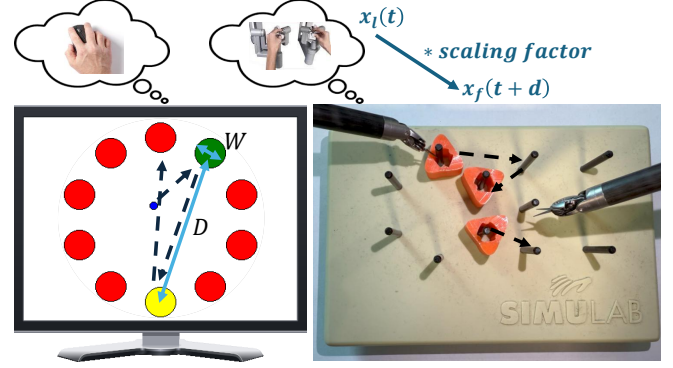 x_l(t)
* scaling factor
x_f(t + d)
W
D
SIMULAB